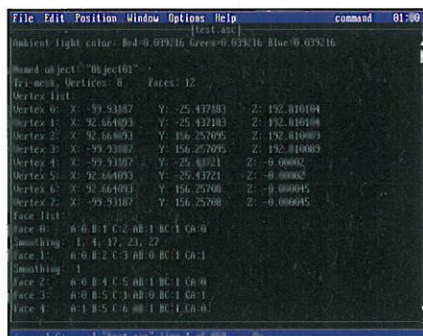 File Edit Position Window Options Help command 01:00
[test.asc]
Ambient light color: Red=0.039216 Green=0.039216 Blue=0.039216
Named object: "Object01"
Tri-mesh, Vertices: 8 Faces: 12
Vertex list:
Vertex 0: X: -99.93187 Y: -25.437183 Z: 192.810104
Vertex 1: X: 92.664093 Y: -25.437183 Z: 192.810104
Vertex 2: X: 92.664093 Y: 156.257095 Z: 192.810089
Vertex 3: X: -99.93187 Y: 156.257095 Z: 192.810089
Vertex 4: X: -99.93187 Y: -25.43721 Z: -0.00002
Vertex 5: X: 92.664093 Y: -25.43721 Z: -0.00002
Vertex 6: X: 92.664093 Y: 156.25708 Z: -0.000045
Vertex 7: X: -99.93187 Y: 156.25708 Z: -0.000045
Face list:
Face 0: A:0 B:1 C:2 AB:1 BC:1 CA:0
Smoothing: 1, 4, 17, 23, 27
Face 1: A:0 B:2 C:3 AB:0 BC:1 CA:1
Smoothing: 1
Face 2: A:0 B:4 C:5 AB:1 BC:1 CA:0
Face 3: A:0 B:5 C:1 AB:0 BC:1 CA:1
Face 4: A:1 B:5 C:6 AB:1 BC:1 CA:0
"test.asc"